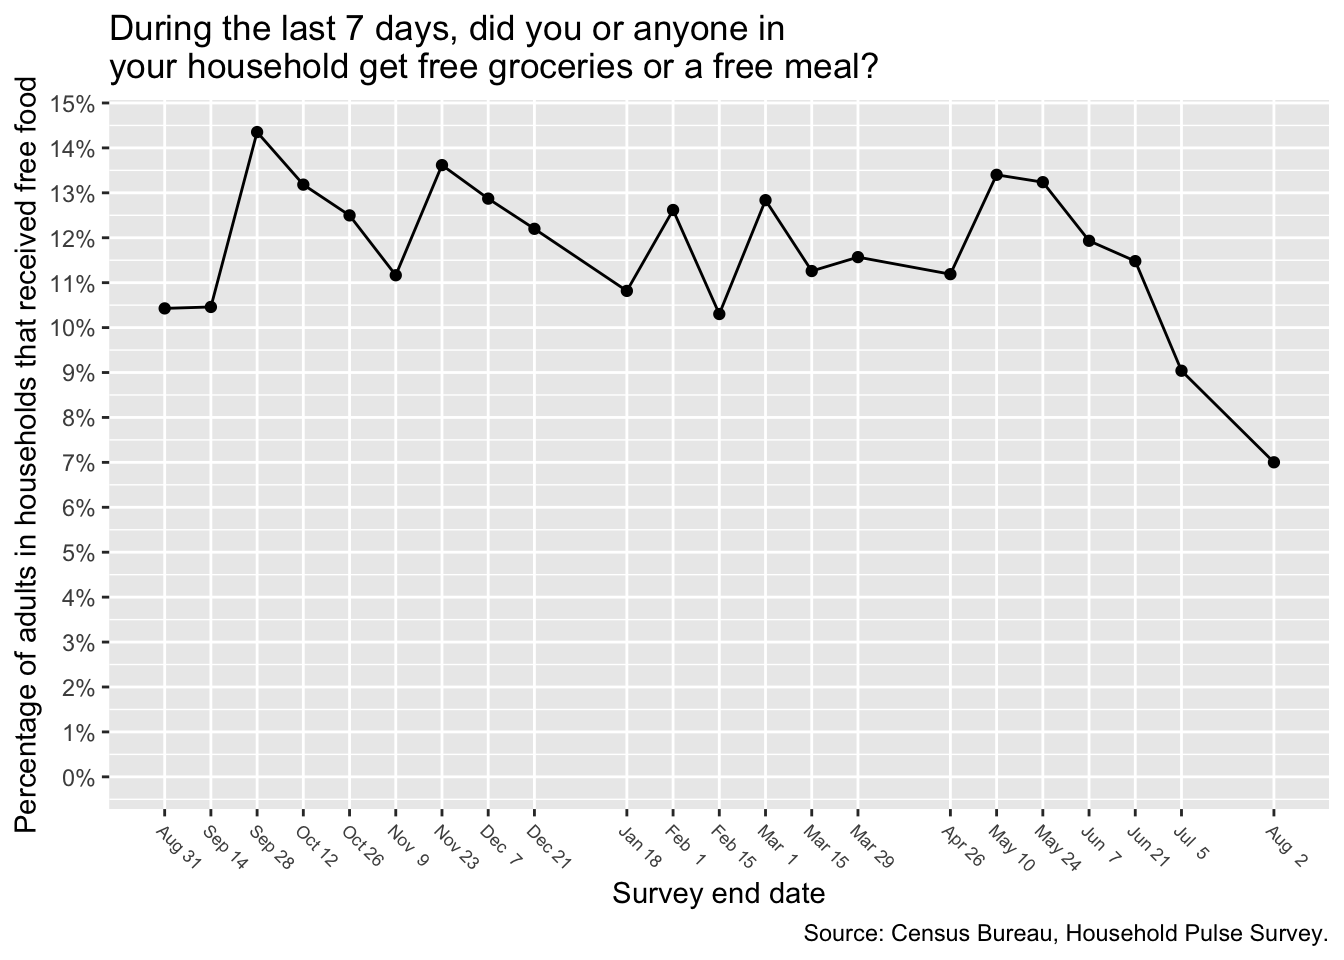 During the last 7 days, did you or anyone in
your household get free groceries or a free meal?
Percentage of adults in households that received free food
15%
14%
13%
12%
11%
10%
9%
8%
7%
6%
5%
4%
3%
2%
1%
0%
Aug 31
Sep 14
Sep 28
Oct 12
Oct 26
Nov 9
Nov 23
Dec 7
Dec 21
Jan 18
Feb 1
Feb 15
Mar 1
Mar 15
Mar 29
Apr 26
May 10
May 24
Jun 7
Jun 21
Jul 5
Aug 2
Survey end date
Source: Census Bureau, Household Pulse Survey.